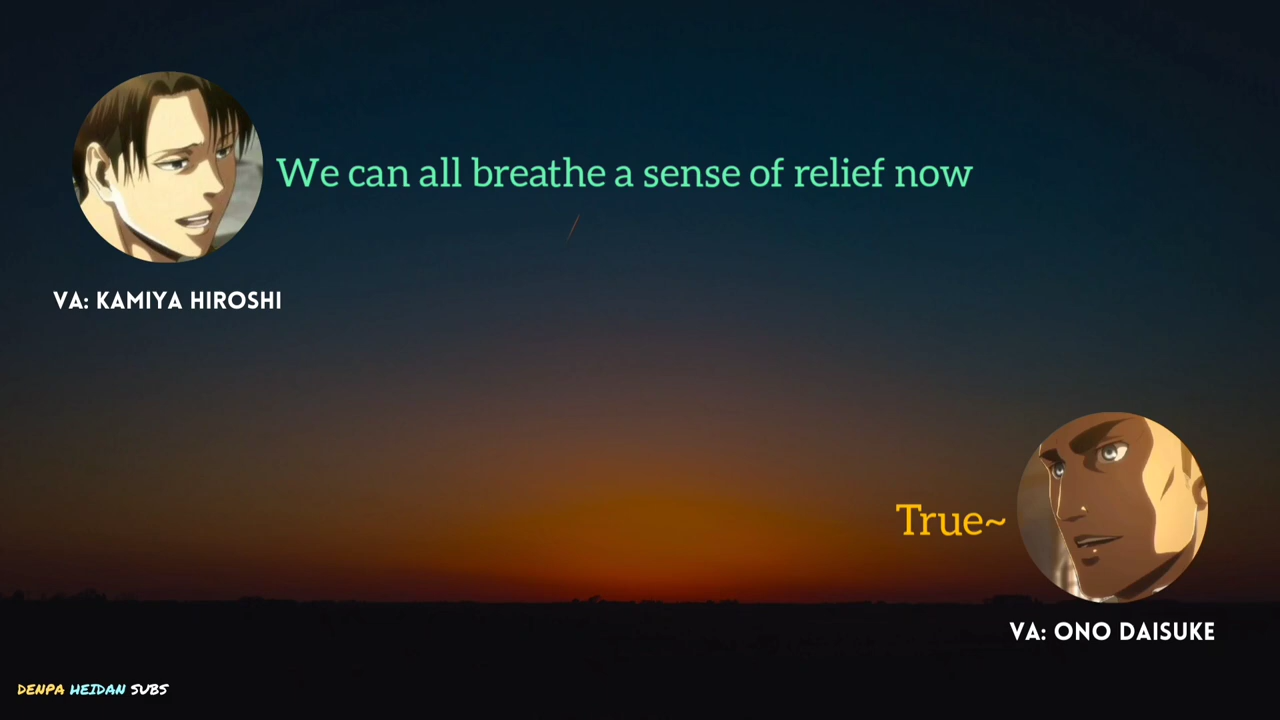 We can all breathe a sense of relief now
VA: KAMIYA HIROSHI
True~
VA: ONO DAISUKE
DENPA HEIDAN SUBS